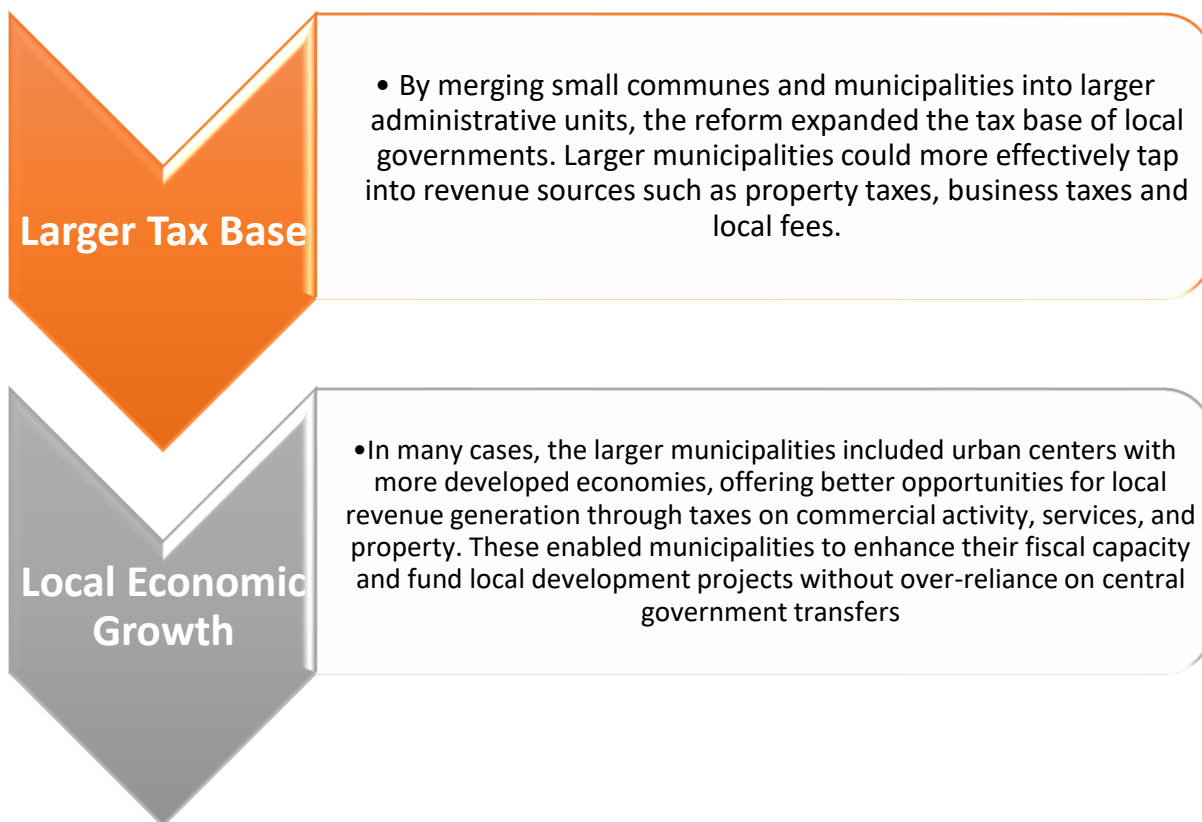 Larger Tax Base
• By merging small communes and municipalities into larger
administrative units, the reform expanded the tax base of local
governments. Larger municipalities could more effectively tap
into revenue sources such as property taxes, business taxes and
local fees.
Local Economic
Growth
•In many cases, the larger municipalities included urban centers with
more developed economies, offering better opportunities for local
revenue generation through taxes on commercial activity, services, and
property. These enabled municipalities to enhance their fiscal capacity
and fund local development projects without over-reliance on central
government transfers